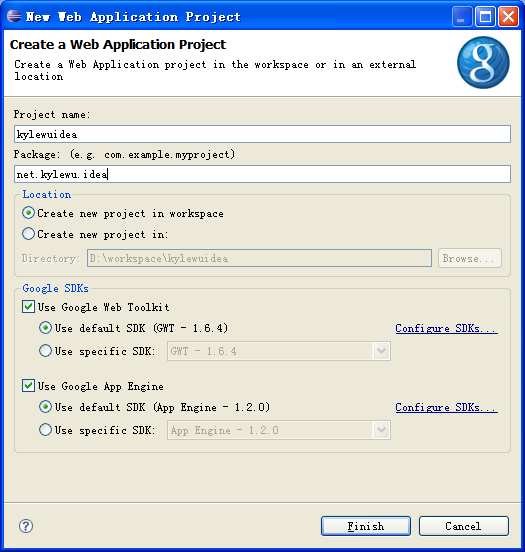 New Web Application Project
Create a Web Application Project
Create a Web Application project in the workspace or in an external
location
g
Project name:
kylewuidea
Package: (e.g. com.example.myproject)
net.kylewu.idea
Location
Create new project in workspace
Create new project in:
Directory: D:\workspace\kylewuidea Browse...
Google SDKs
Use Google Web Toolkit
Use default SDK (GWT - 1.6.4) Configure SDKs...
Use specific SDK: GWT - 1.6.4
Use Google App Engine
Use default SDK (App Engine - 1.2.0) Configure SDKs...
Use specific SDK: App Engine - 1.2.0
? Finish Cancel